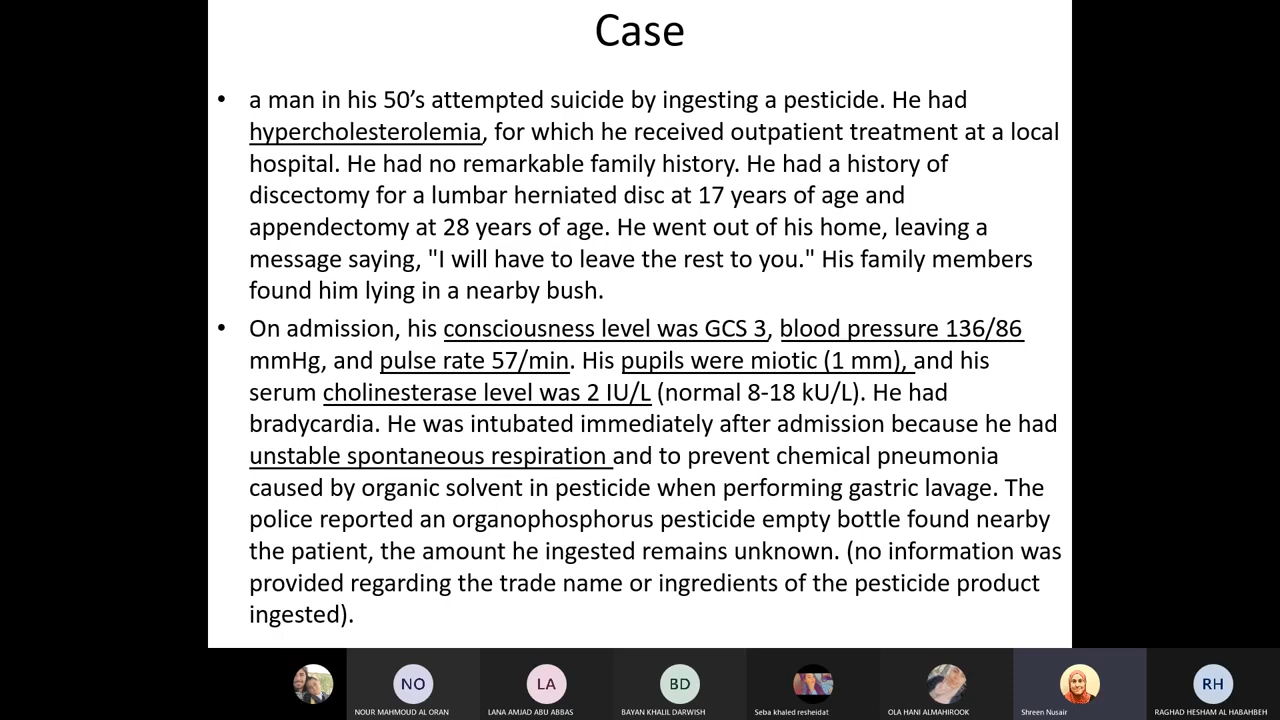 Case
• a man in his 50’s attempted suicide by ingesting a pesticide. He had
hypercholesterolemia, for which he received outpatient treatment at a local
hospital. He had no remarkable family history. He had a history of
discectomy for a lumbar herniated disc at 17 years of age and
appendectomy at 28 years of age. He went out of his home, leaving a
message saying, "I will have to leave the rest to you." His family members
found him lying in a nearby bush.
• On admission, his consciousness level was GCS 3, blood pressure 136/86
mmHg, and pulse rate 57/min. His pupils were miotic (1 mm), and his
serum cholinesterase level was 2 IU/L (normal 8-18 kU/L). He had
bradycardia. He was intubated immediately after admission because he had
unstable spontaneous respiration and to prevent chemical pneumonia
caused by organic solvent in pesticide when performing gastric lavage. The
police reported an organophosphorus pesticide empty bottle found nearby
the patient, the amount he ingested remains unknown. (no information was
provided regarding the trade name or ingredients of the pesticide product
ingested).
NO LA BD RH
NOUR MAHMOUD AL ORAN LANA AMJAD ABU ABBAS BAYAN KHALIL DARWISH Seba khaled resheidat OLA HANI ALMAHIROOK Shreen Nusair RAGHAD HESHAM AL HABAHBEH